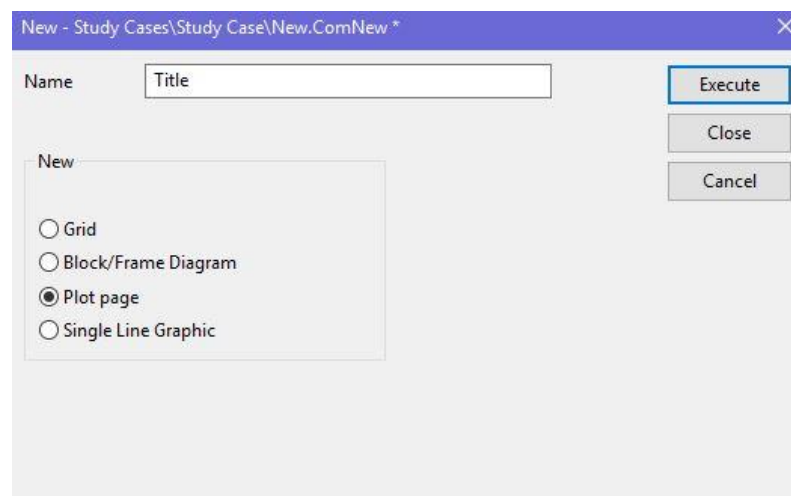 New - Study Cases\Study Case\New.ComNew *
Name
Title
Execute
Close
Cancel
New
Grid
Block/Frame Diagram
Plot page
Single Line Graphic